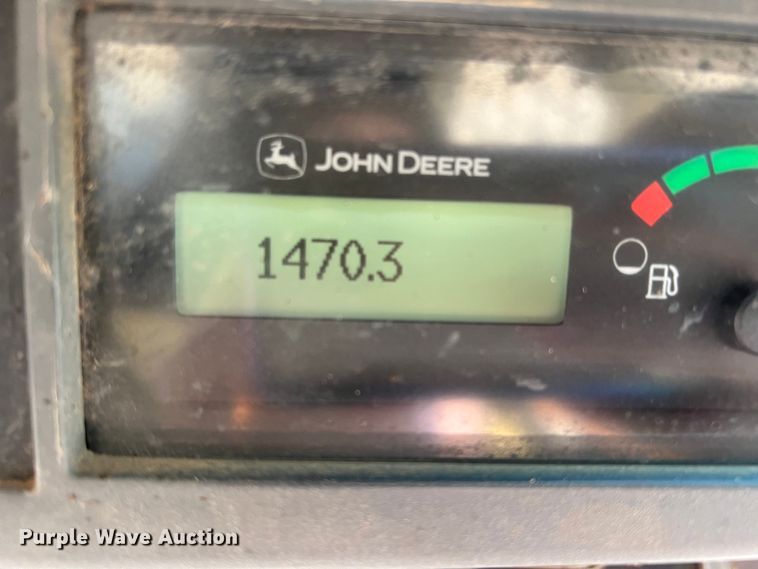 JOHN DEERE
1470.3
Purple Wave Auction